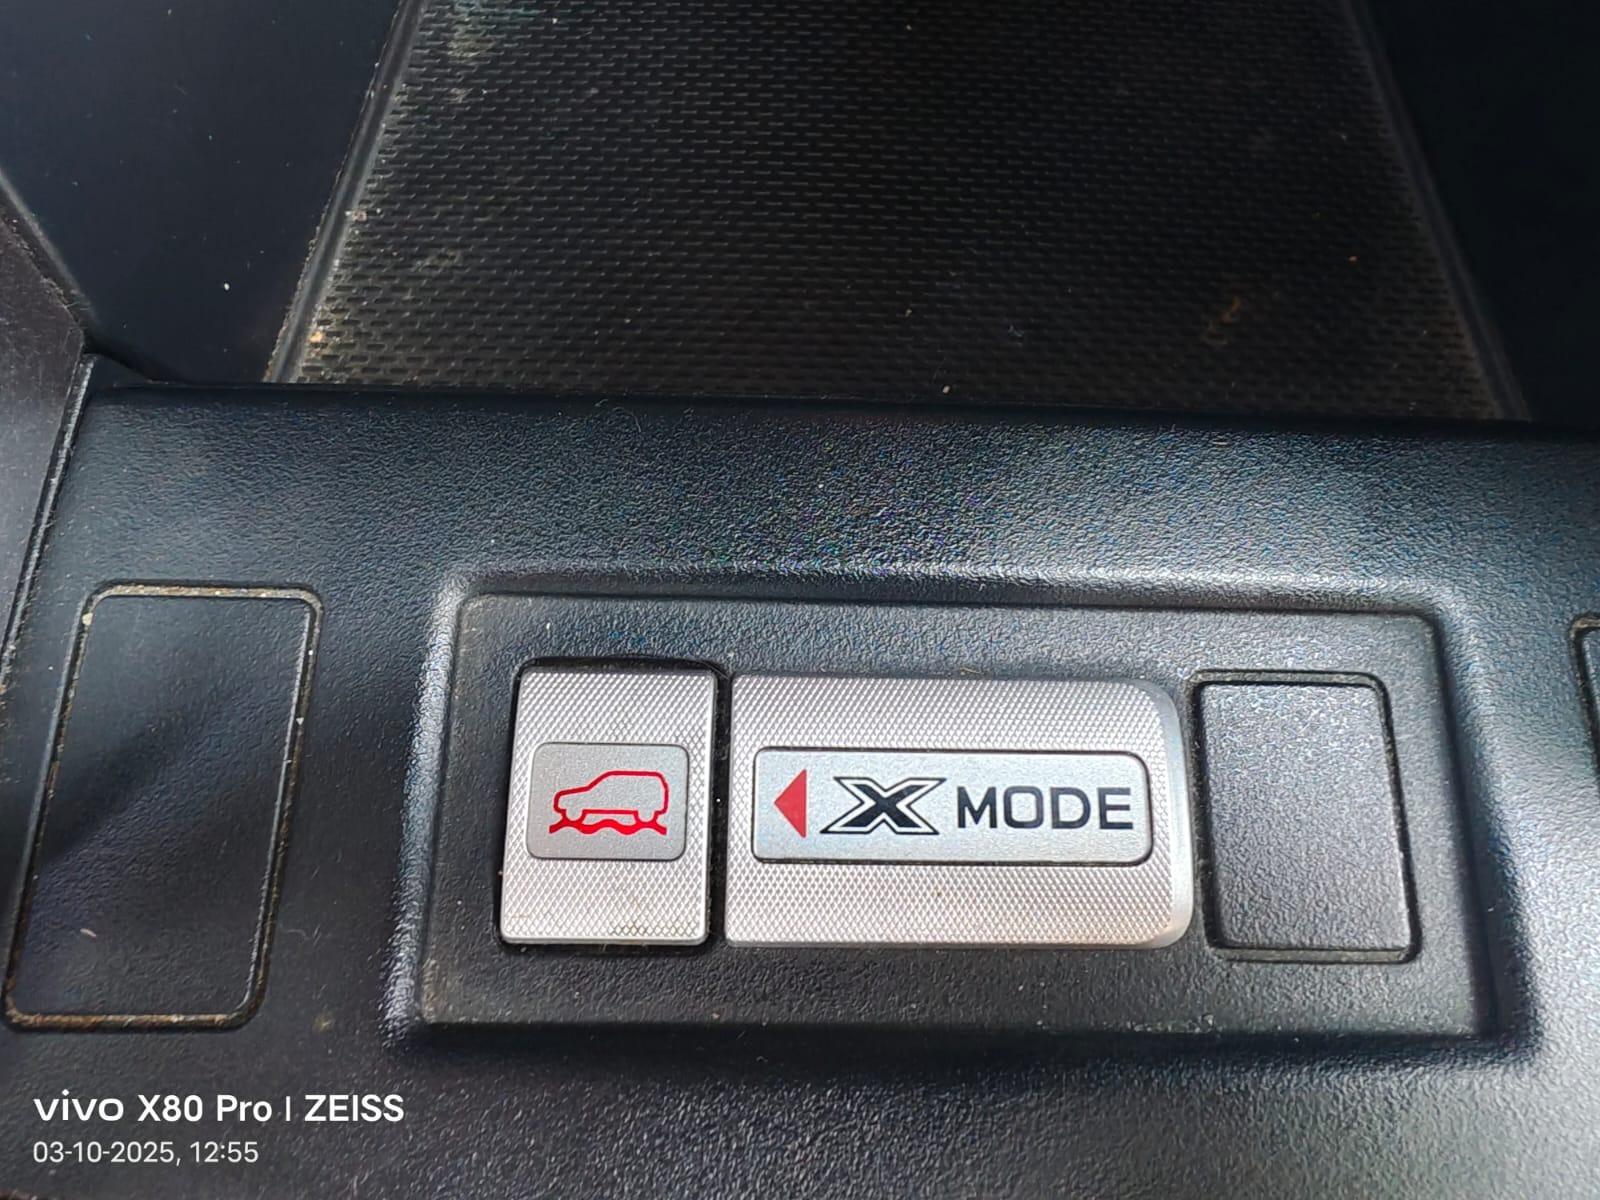 X MODE
vivo X80 Pro | ZEISS
03-10-2025, 12:55